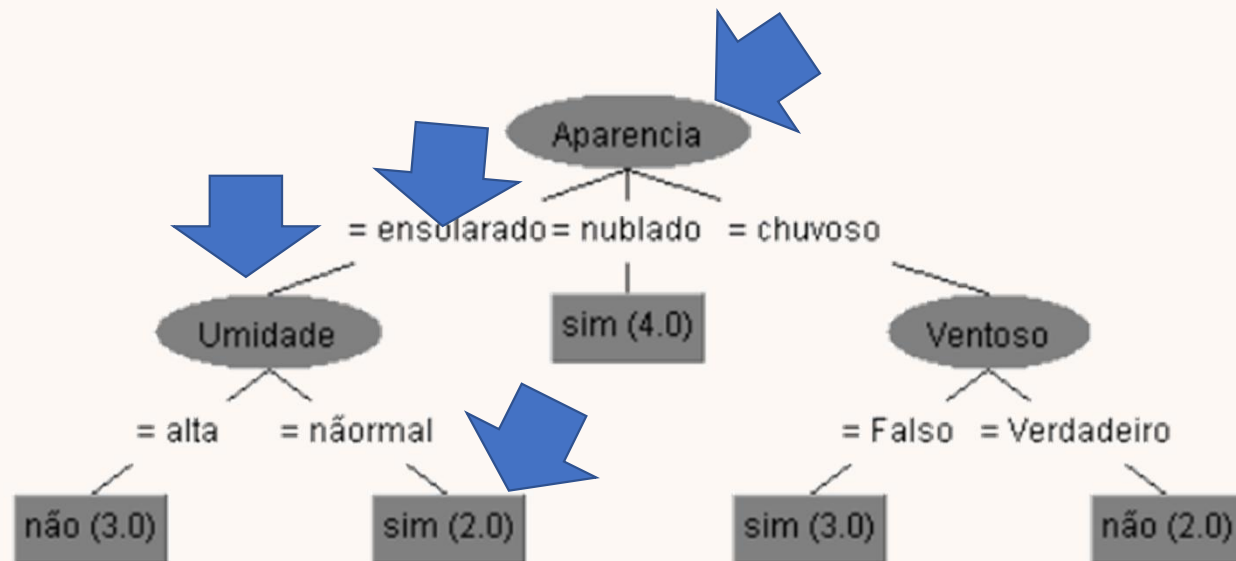 Aparencia
= ensolarado = nublado = chuvoso
Umidade sim (4.0) Ventoso
= alta = nãormal = Falso = Verdadeiro
não (3.0) sim (2.0) sim (3.0) não (2.0)